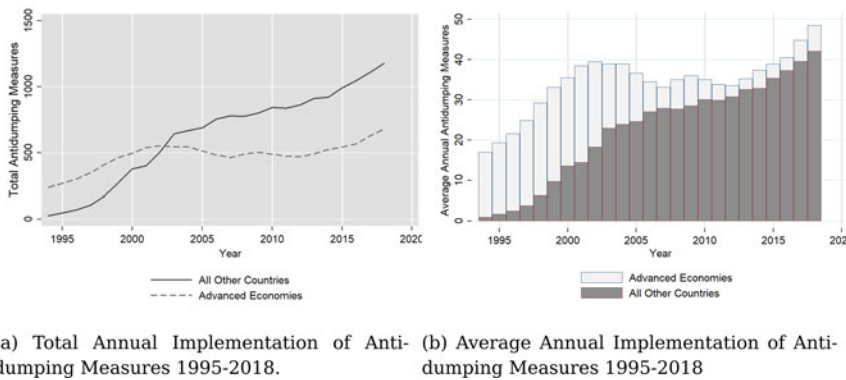 Total Antidumping Measures
1500
1000
500
0
1995 2000 2005 2010 2015 2020
Year
All Other Countries
Advanced Economies
Average Annual Antidumping Measures
50
40
30
20
10
0
1995 2000 2005 2010 2015 202
Year
Advanced Economies
All Other Countries
a) Total Annual Implementation of Anti-
dumping Measures 1995-2018.
(b) Average Annual Implementation of Anti-
dumping Measures 1995-2018